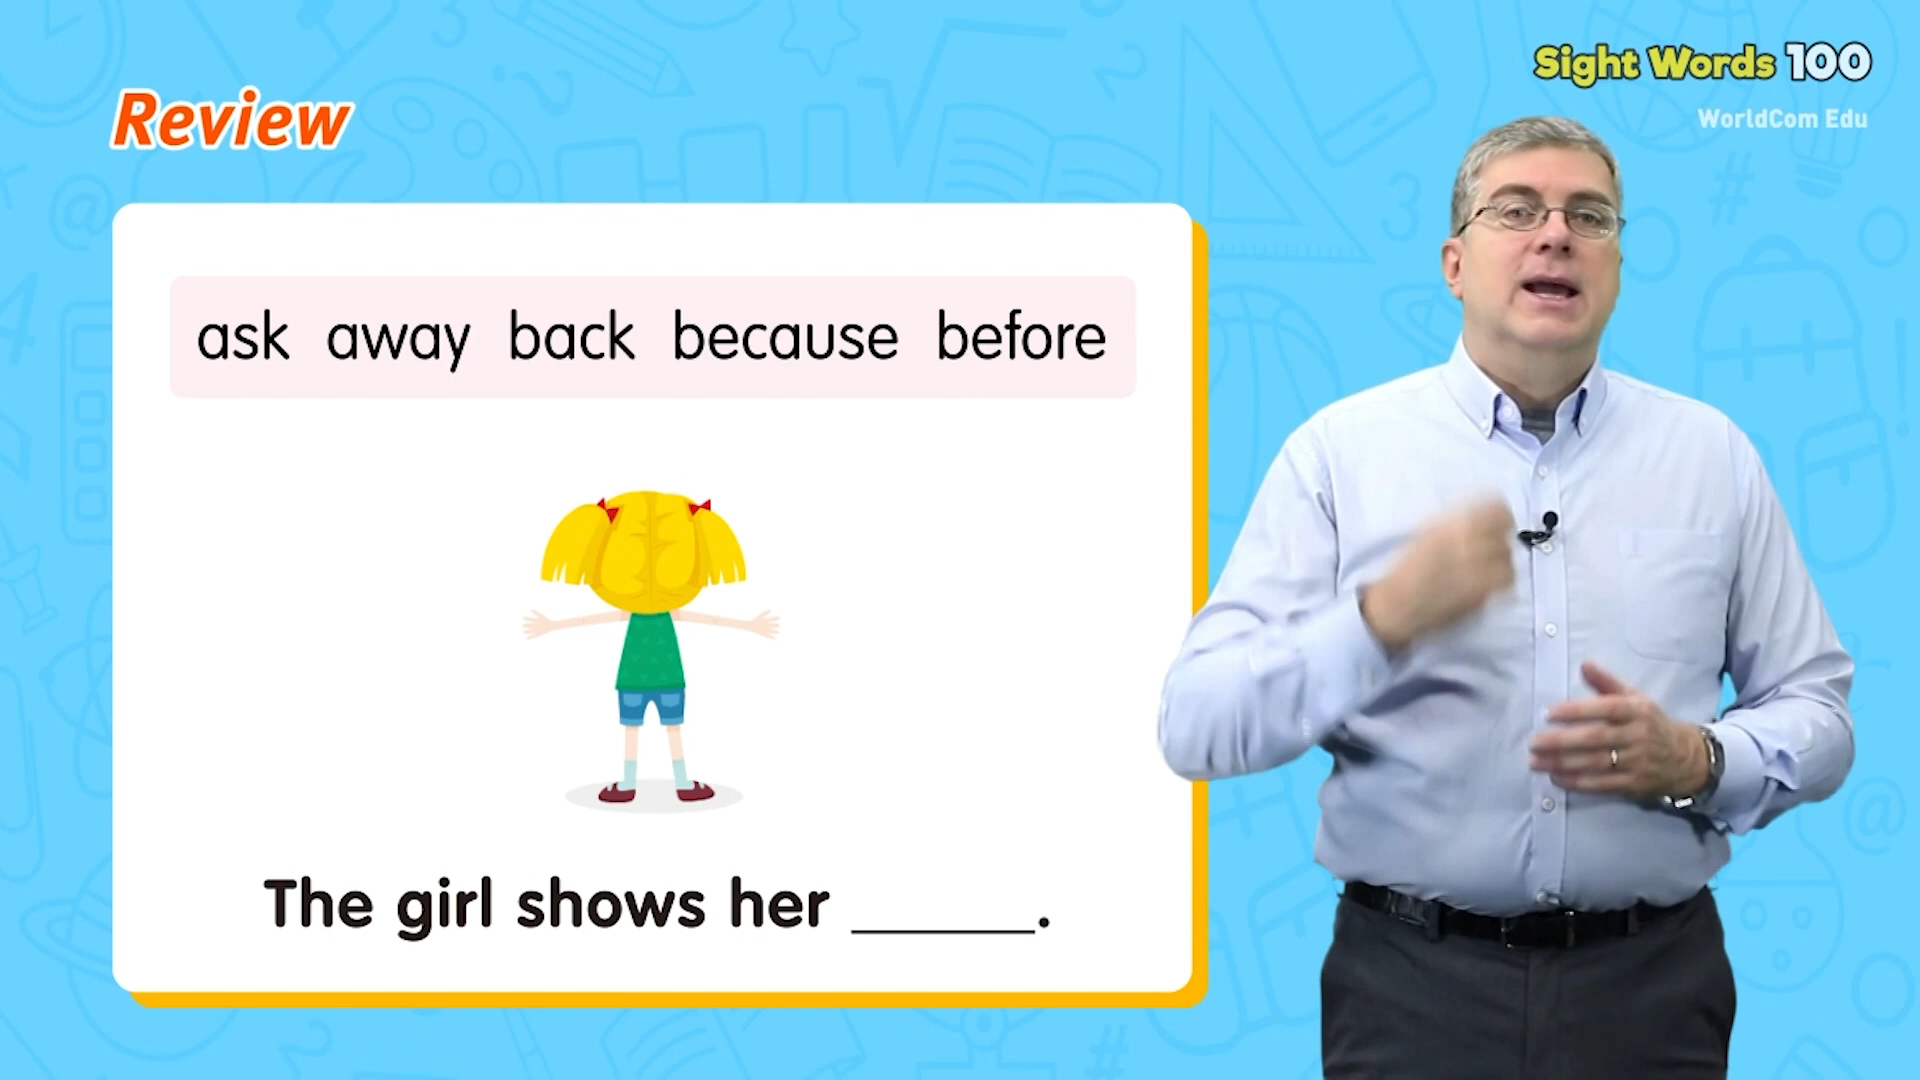 Sight Words 100
WorldCom Edu
Review
ask away back because before
The girl shows her ______.